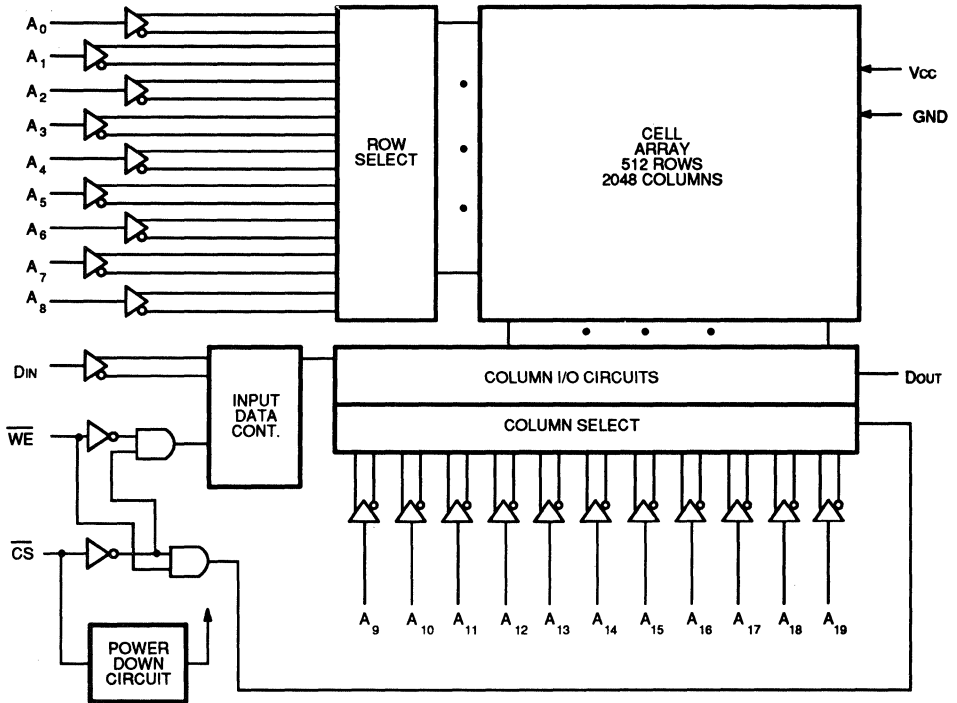 A0
A1
A2
A3
A4
A5
A6
A7
A8
ROW
SELECT
CELL
ARRAY
512 ROWS
2048 COLUMNS
VCC
GND
DIN
INPUT
DATA
CONT.
COLUMN I/O CIRCUITS
DOUT
COLUMN SELECT
WE
CS
POWER
DOWN
CIRCUIT
A9 A10 A11 A12 A13 A14 A15 A16 A17 A18 A19